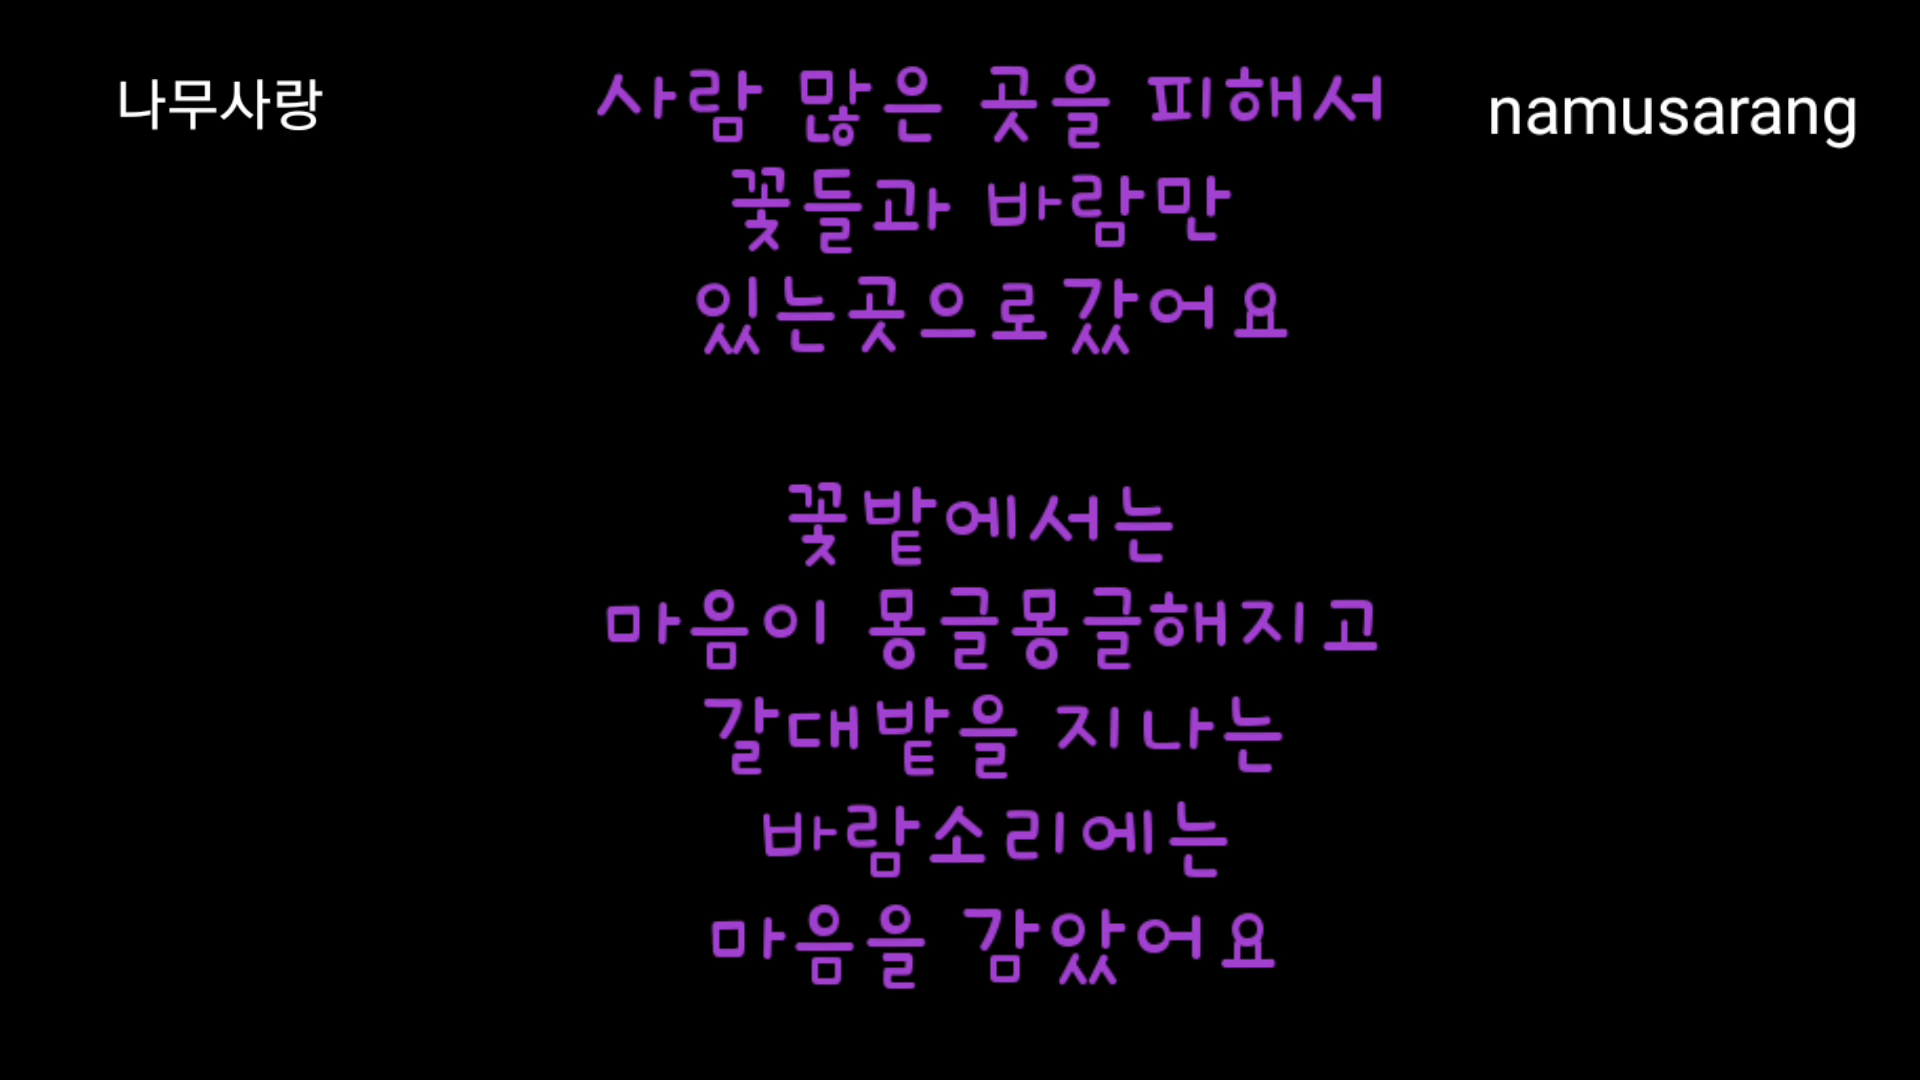 나무사랑
사람 많은 곳을 피해서
namusarang
꽃들과 바람만
있는곳으로갔어요
꽃밭에서는
마음이 몽글몽글해지고
갈대밭을 지나는
바람소리에는
마음을 감았어요